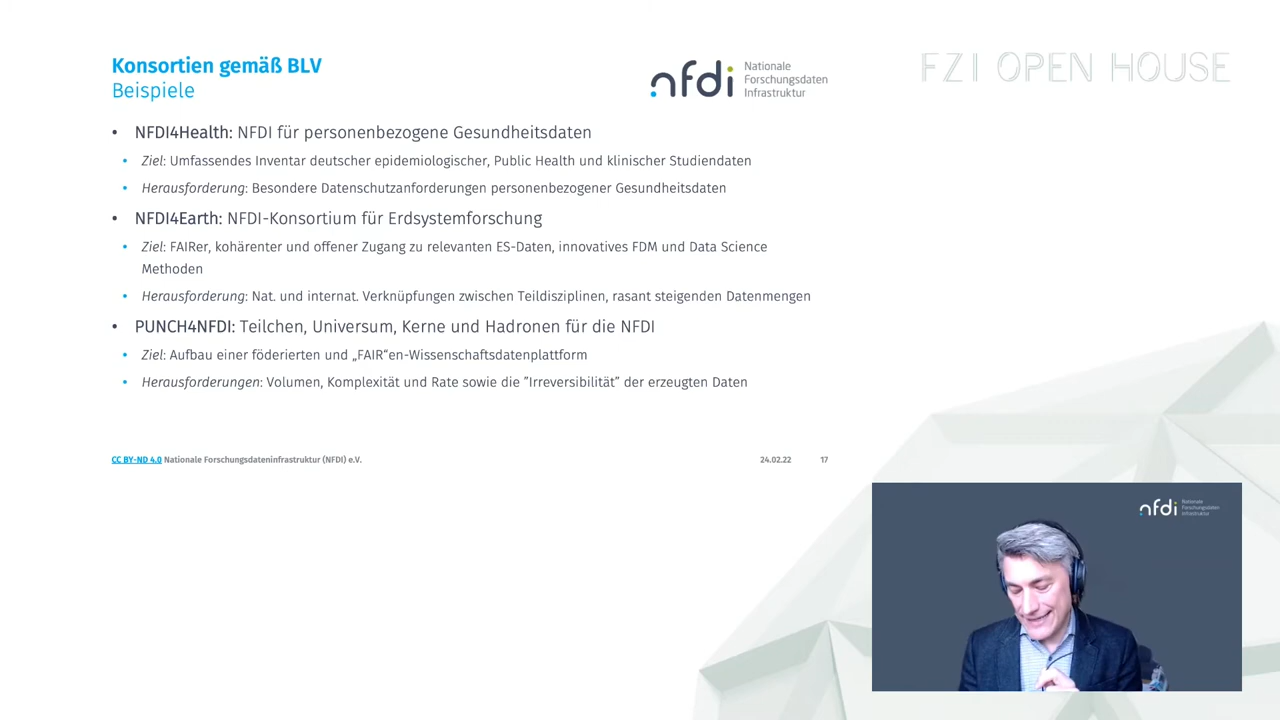 Konsortien gemäß BLV
Beispiele
nfdi Nationale
Forschungsdaten
Infrastruktur
FZI OPEN HOUSE
• NFDI4Health: NFDI für personenbezogene Gesundheitsdaten
• Ziel: Umfassendes Inventar deutscher epidemiologischer, Public Health und klinischer Studiendaten
• Herausforderung: Besondere Datenschutzanforderungen personenbezogener Gesundheitsdaten
• NFDI4Earth: NFDI-Konsortium für Erdsystemforschung
• Ziel: FAIRer, kohärenter und offener Zugang zu relevanten ES-Daten, innovatives FDM und Data Science
Methoden
• Herausforderung: Nat. und internat. Verknüpfungen zwischen Teildisziplinen, rasant steigenden Datenmengen
• PUNCH4NFDI: Teilchen, Universum, Kerne und Hadronen für die NFDI
• Ziel: Aufbau einer föderierten und „FAIR“en-Wissenschaftsdatenplattform
• Herausforderungen: Volumen, Komplexität und Rate sowie die ”Irreversibilität“ der erzeugten Daten
CC BY-ND 4.0 Nationale Forschungsdateninfrastruktur (NFDI) e.V.
24.02.22 17
nfdi Nationale
Forschungsdaten
Infrastruktur